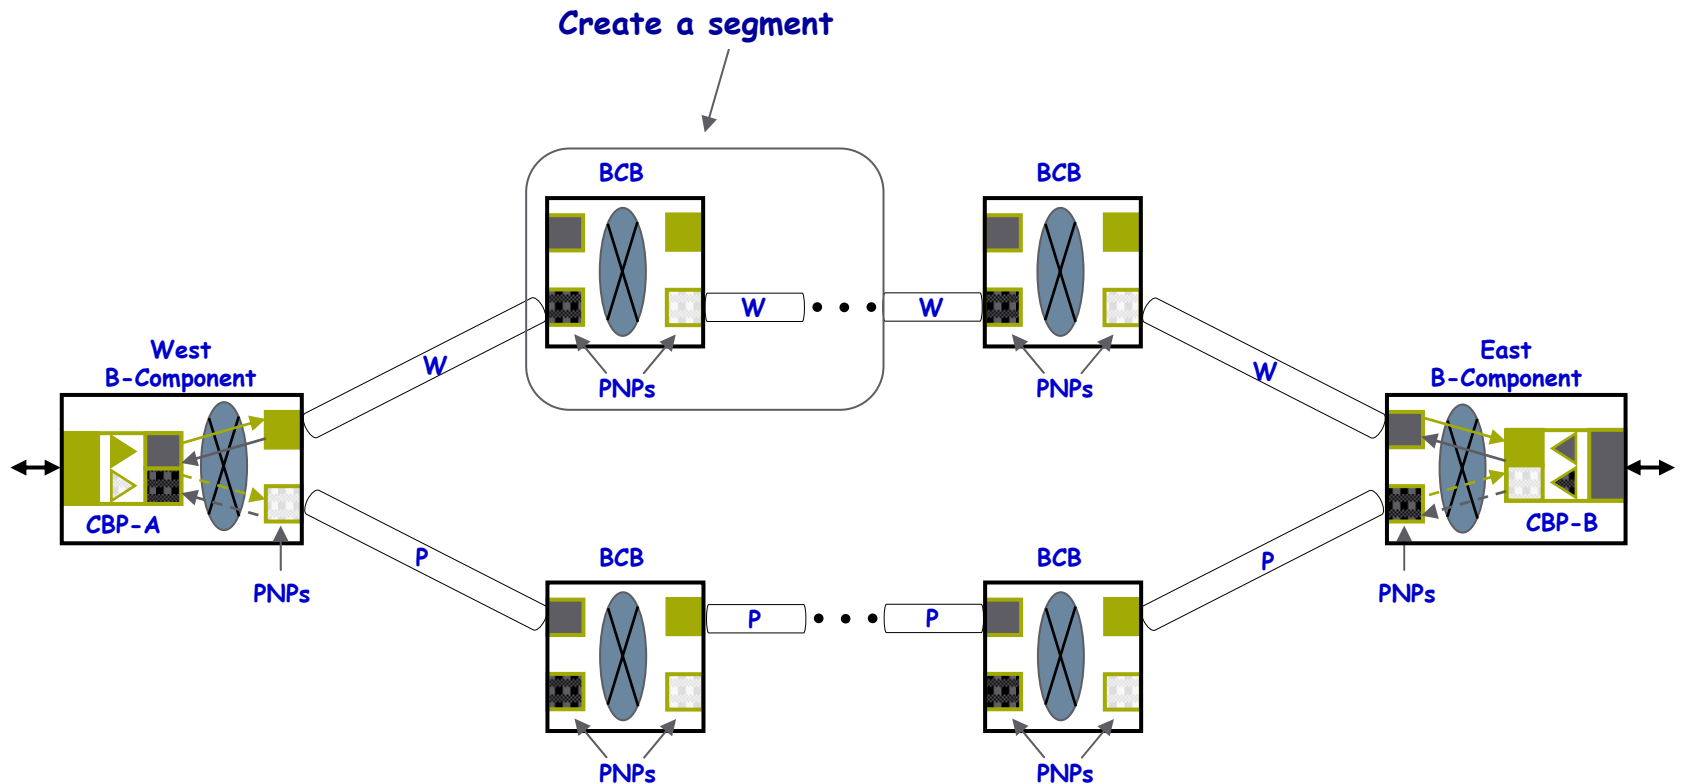 Create a segment
BCB
BCB
W
W
West
B-Component
W
PNPs
PNPs
W
East
B-Component
CBP-A
CBP-B
P
BCB
BCB
P
PNPs
PNPs
P
P
PNPs
PNPs